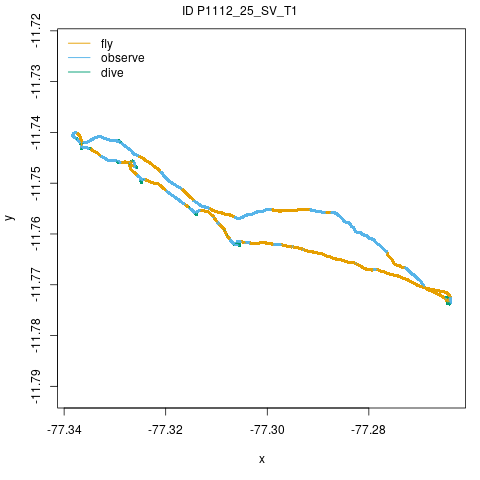 ID P1112_25_SV_T1
fly
observe
dive
-11.72
-11.73
-11.74
-11.75
-11.76
-11.77
-11.78
-11.79
y
-77.34
-77.32
-77.30
-77.28
x